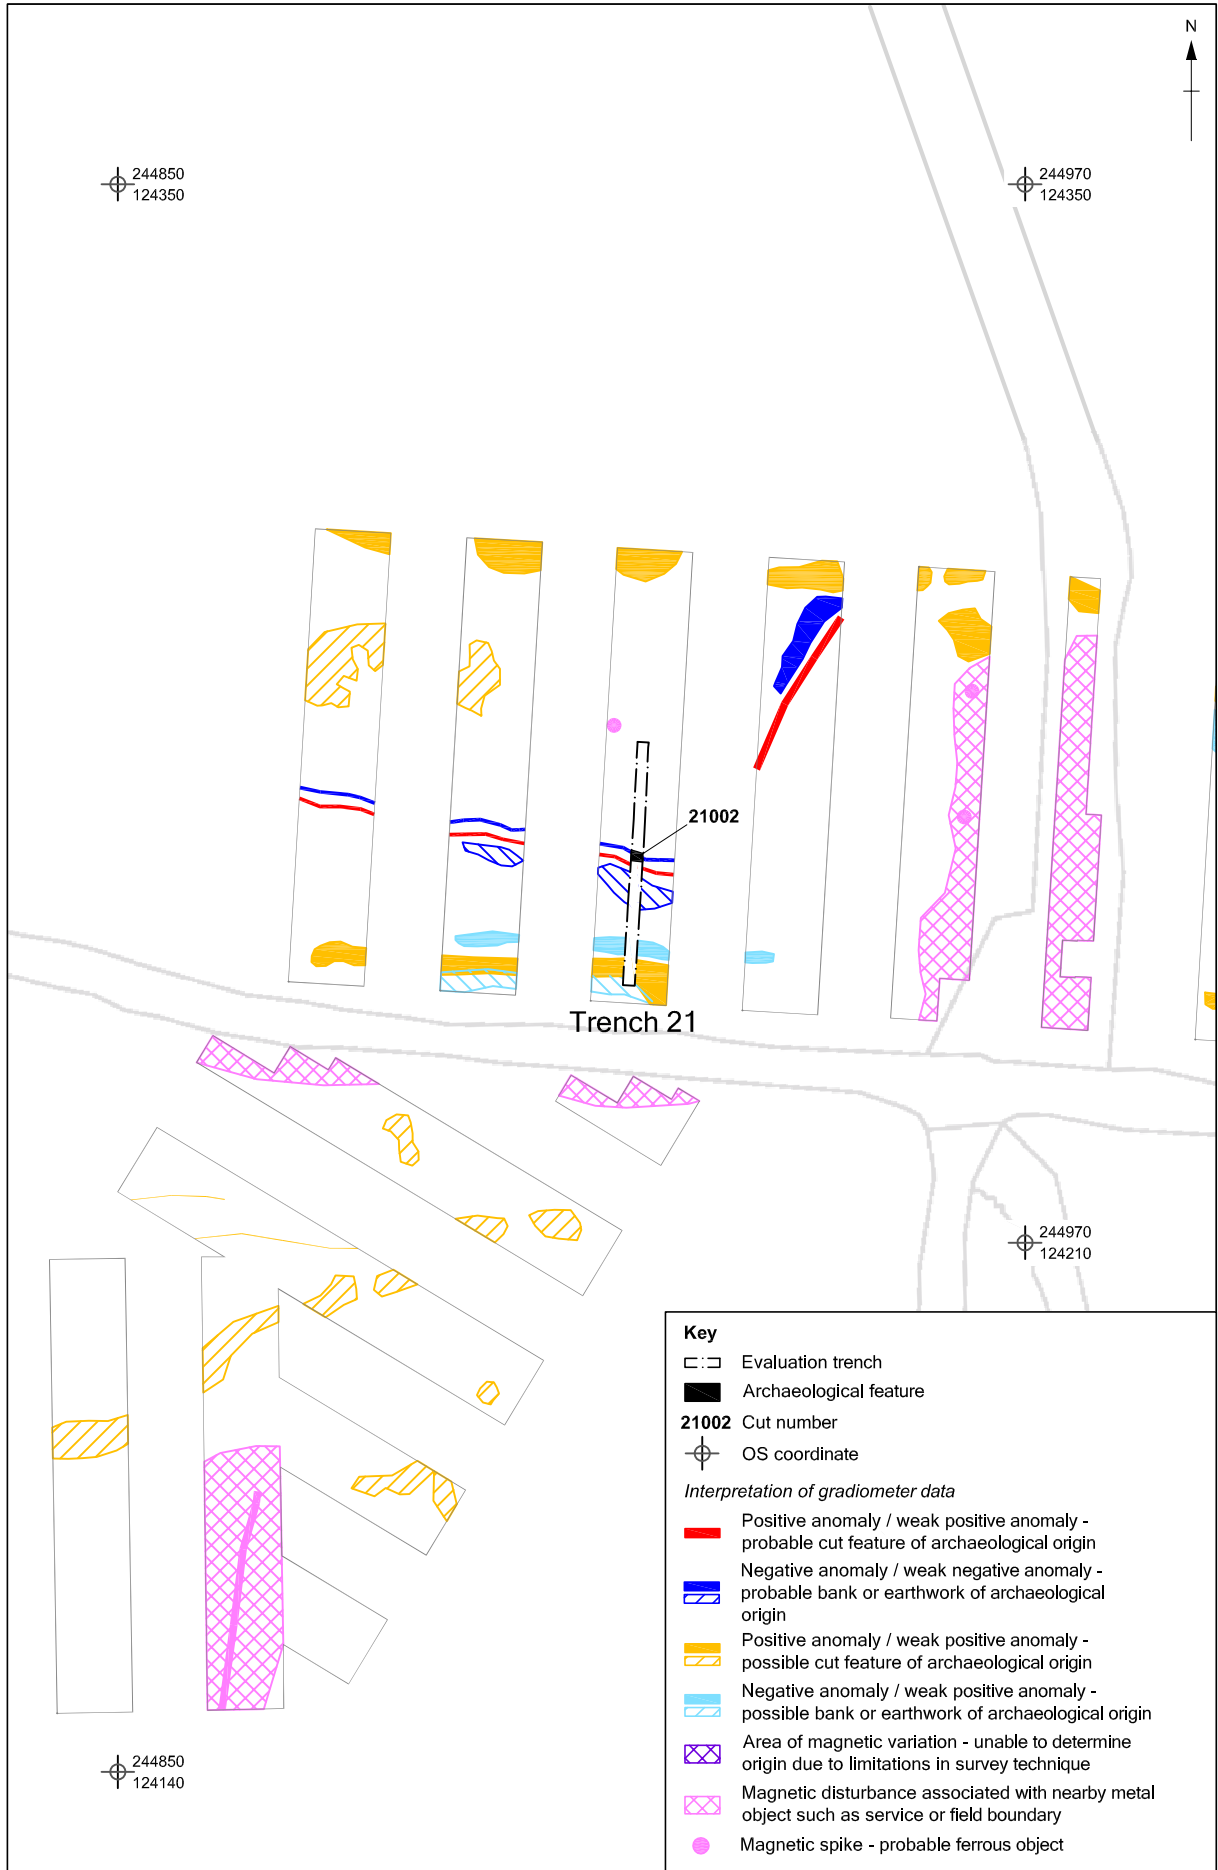 N
244850
124350
244970
124350
21002
Trench 21
244970
124210
244850
124140
Key
Evaluation trench
Archaeological feature
21002 Cut number
OS coordinate
Interpretation of gradiometer data
Positive anomaly / weak positive anomaly -
probable cut feature of archaeological origin
Negative anomaly / weak negative anomaly -
probable bank or earthwork of archaeological
origin
Positive anomaly / weak positive anomaly -
possible cut feature of archaeological origin
Negative anomaly / weak positive anomaly -
possible bank or earthwork of archaeological origin
Area of magnetic variation - unable to determine
origin due to limitations in survey technique
Magnetic disturbance associated with nearby metal
object such as service or field boundary
Magnetic spike - probable ferrous object